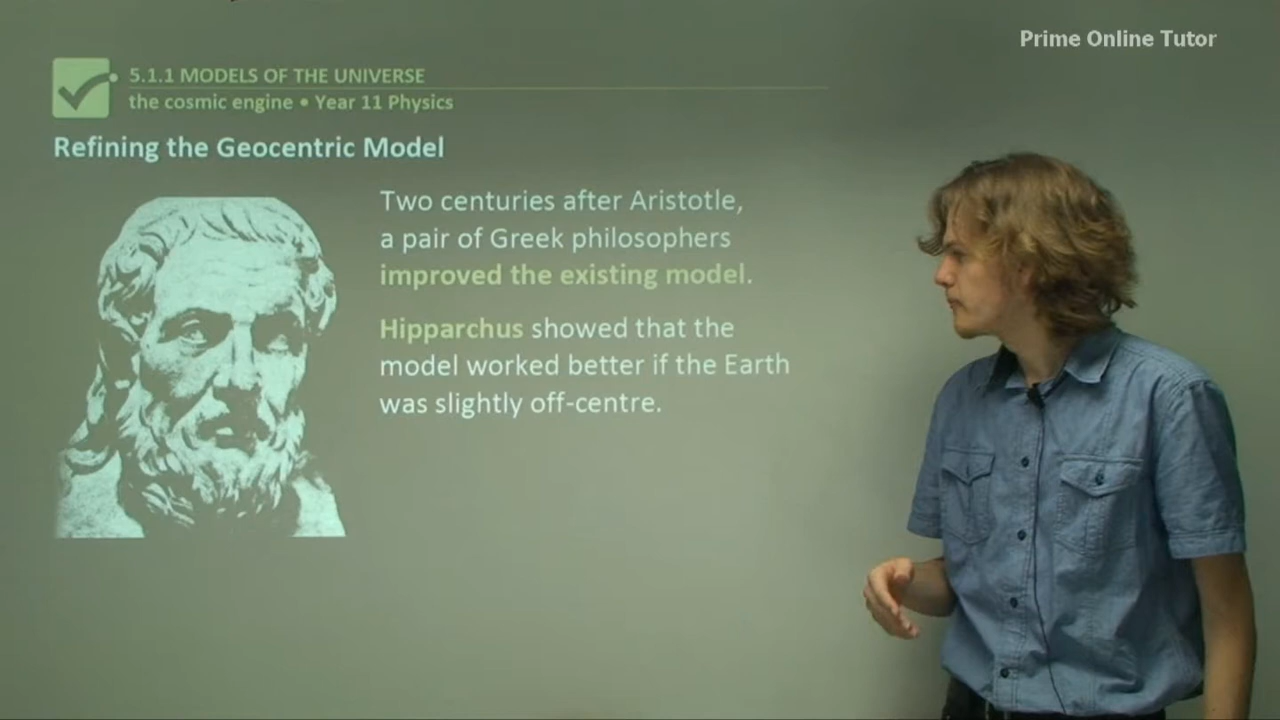 Prime Online Tutor
5.1.1 MODELS OF THE UNIVERSE
the cosmic engine • Year 11 Physics
Refining the Geocentric Model
Two centuries after Aristotle,
a pair of Greek philosophers
improved the existing model.
Hipparchus showed that the
model worked better if the Earth
was slightly off-centre.